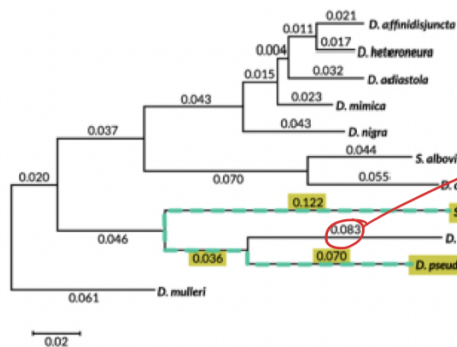 0.021
D. affinidisjuncta
0.011
0.017
D. heteroneura
0.004
0.032
D. adiastola
0.015
0.023
D. mimica
0.043
0.043
D. nigra
0.037
0.044
S. albovi
0.070
0.055
D.
0.020
0.122
S
0.046
0.083
D.
0.036
0.070
D. pseud
0.061
D. mulleri
0.02